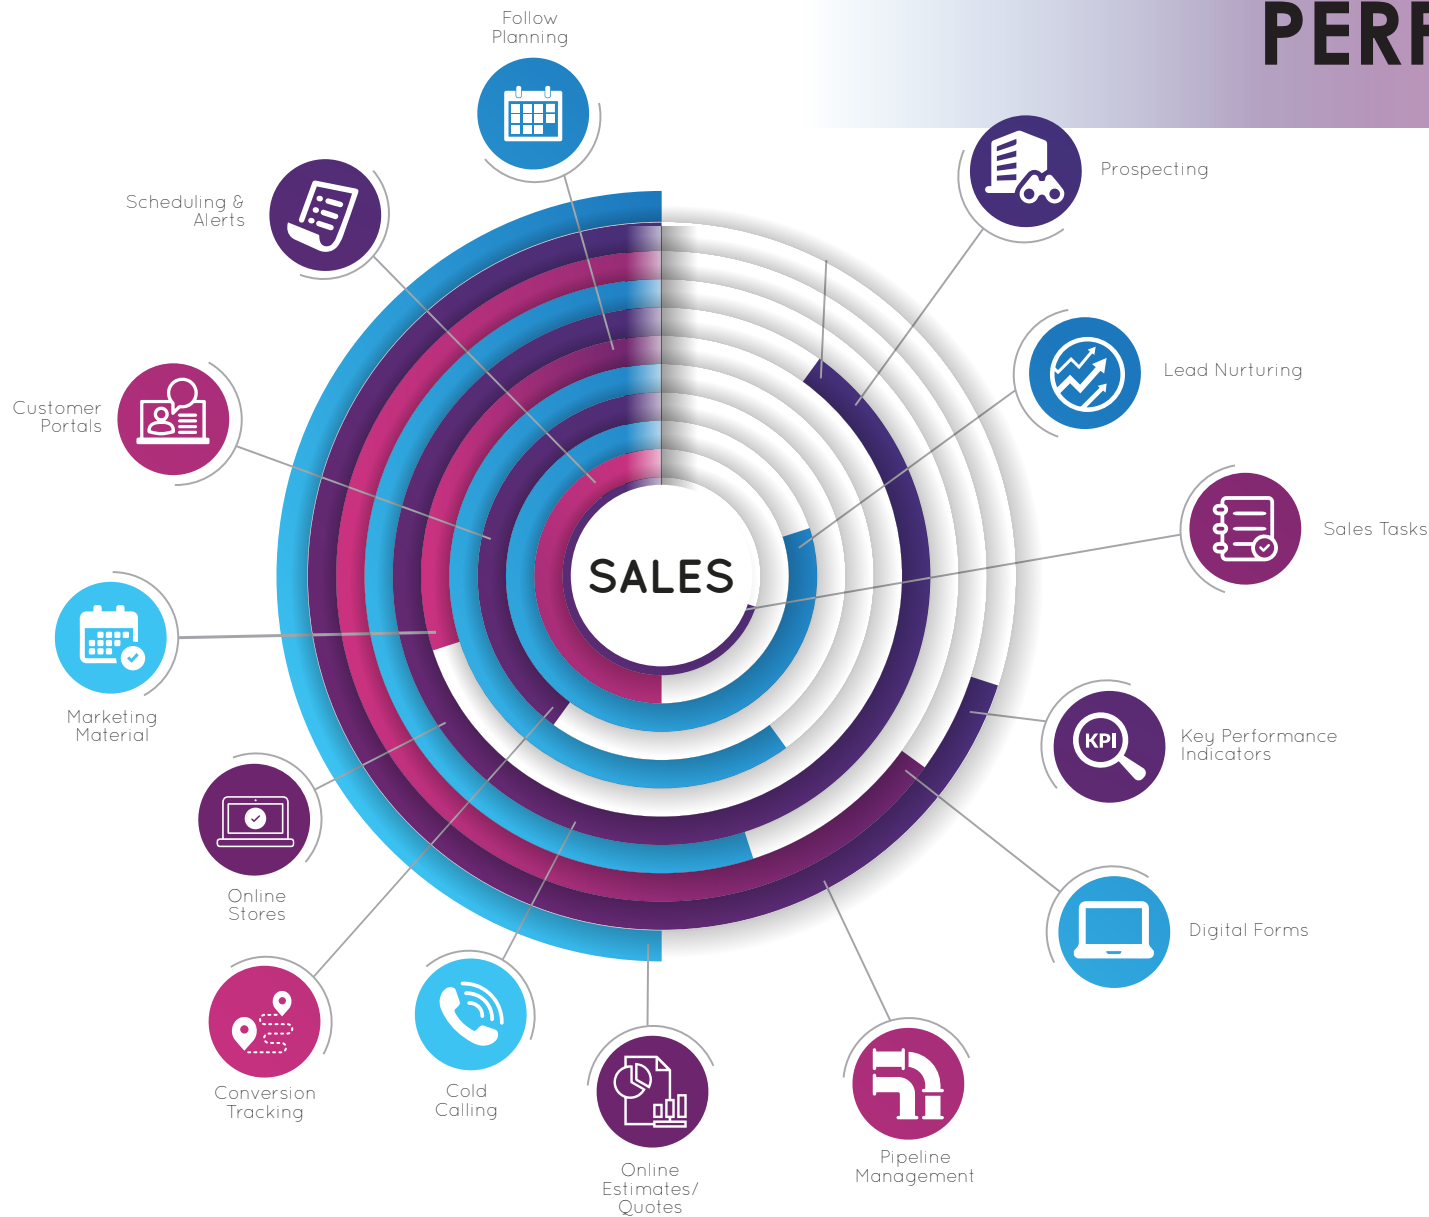 PERF
Follow
Planning
Prospecting
Scheduling &
Alerts
Lead Nurturing
Customer
Portals
Sales Tasks
SALES
Marketing
Material
Key Performance
Indicators
KPI
Online
Stores
Digital Forms
Conversion
Tracking
Cold
Calling
Online
Estimates/
Quotes
Pipeline
Management